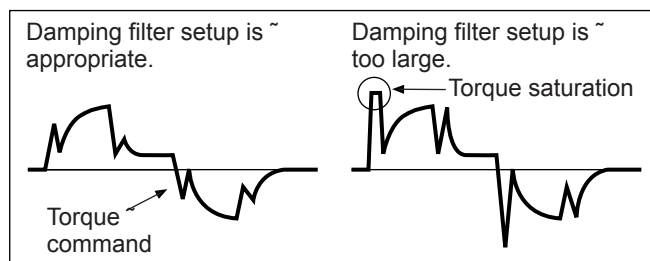 Damping filter setup is ~
appropriate.
Damping filter setup is ~
too large.
Torque saturation
Torque ~
command